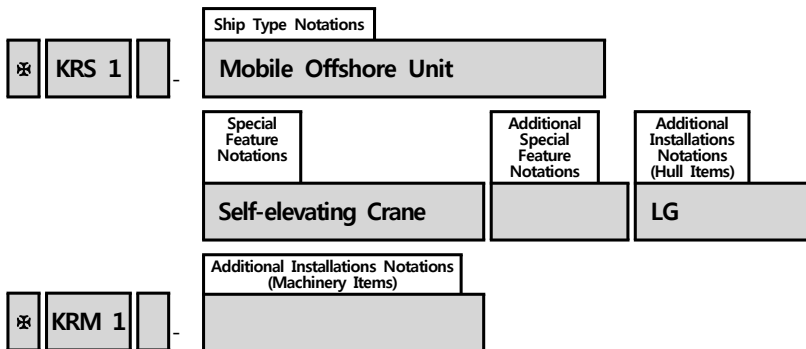 Ship Type Notations
✠ KRS 1 - Mobile Offshore Unit
Special
Feature
Notations
Additional
Special
Feature
Notations
Additional
Installations
Notations
(Hull Items)
Self-elevating Crane
LG
Additional Installations Notations
(Machinery Items)
✠ KRM 1 -